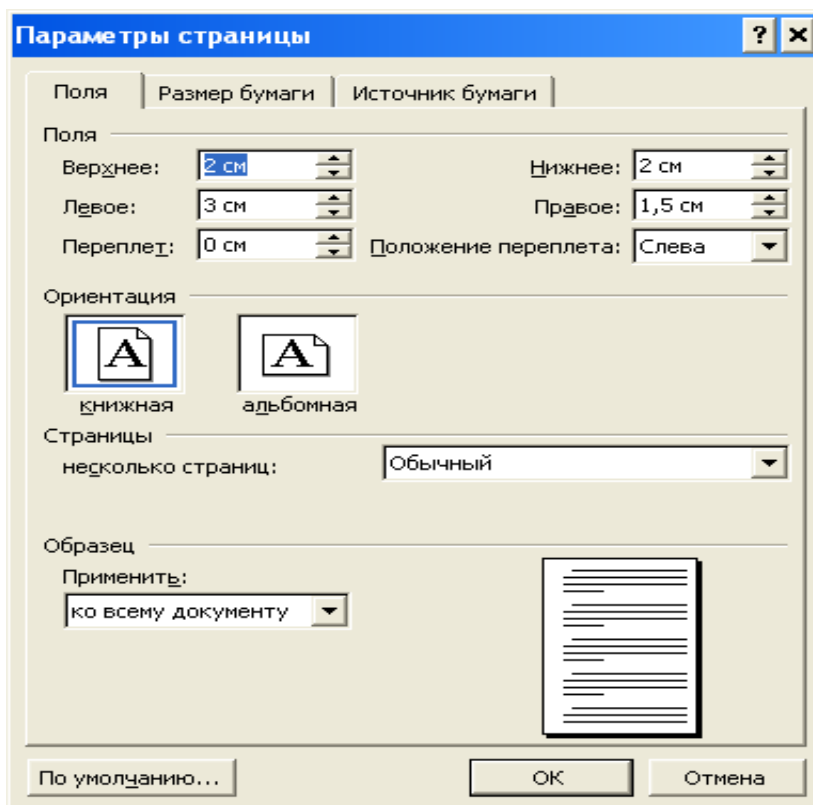 Параметры страницы
Поля Размер бумаги Источник бумаги
Поля
Верхнее: 2 см Нижнее: 2 см
Левое: 3 см Правое: 1,5 см
Переплет: 0 см Положение переплета: Слева
Ориентация
A A
книжная альбомная
Страницы
несколько страниц: Обычный
Образец
Применить:
ко всему документу
По умолчанию... ОК Отмена